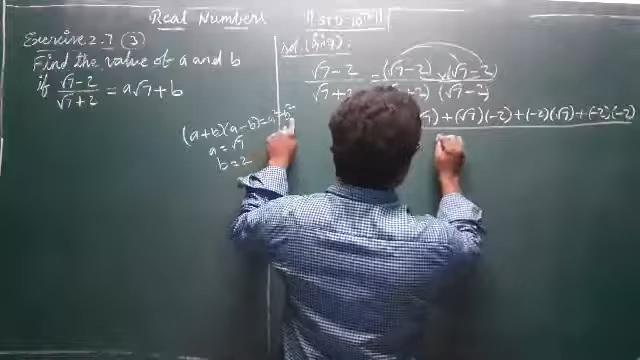 Real Numbers // STD-10th //
Exercise 2.7 (3)
Find the value of a and b
if (√7-2)/(√7+2) = a√7+b
(a+b)(a-b)=a²-b²
a=√7
b=2
(√7-2)/(√7+2 = (√7-2)×(√7-2)/ +2)(√7-2)
7)+(√7)(-2)+(-2)(√7)+(-2)(-2)